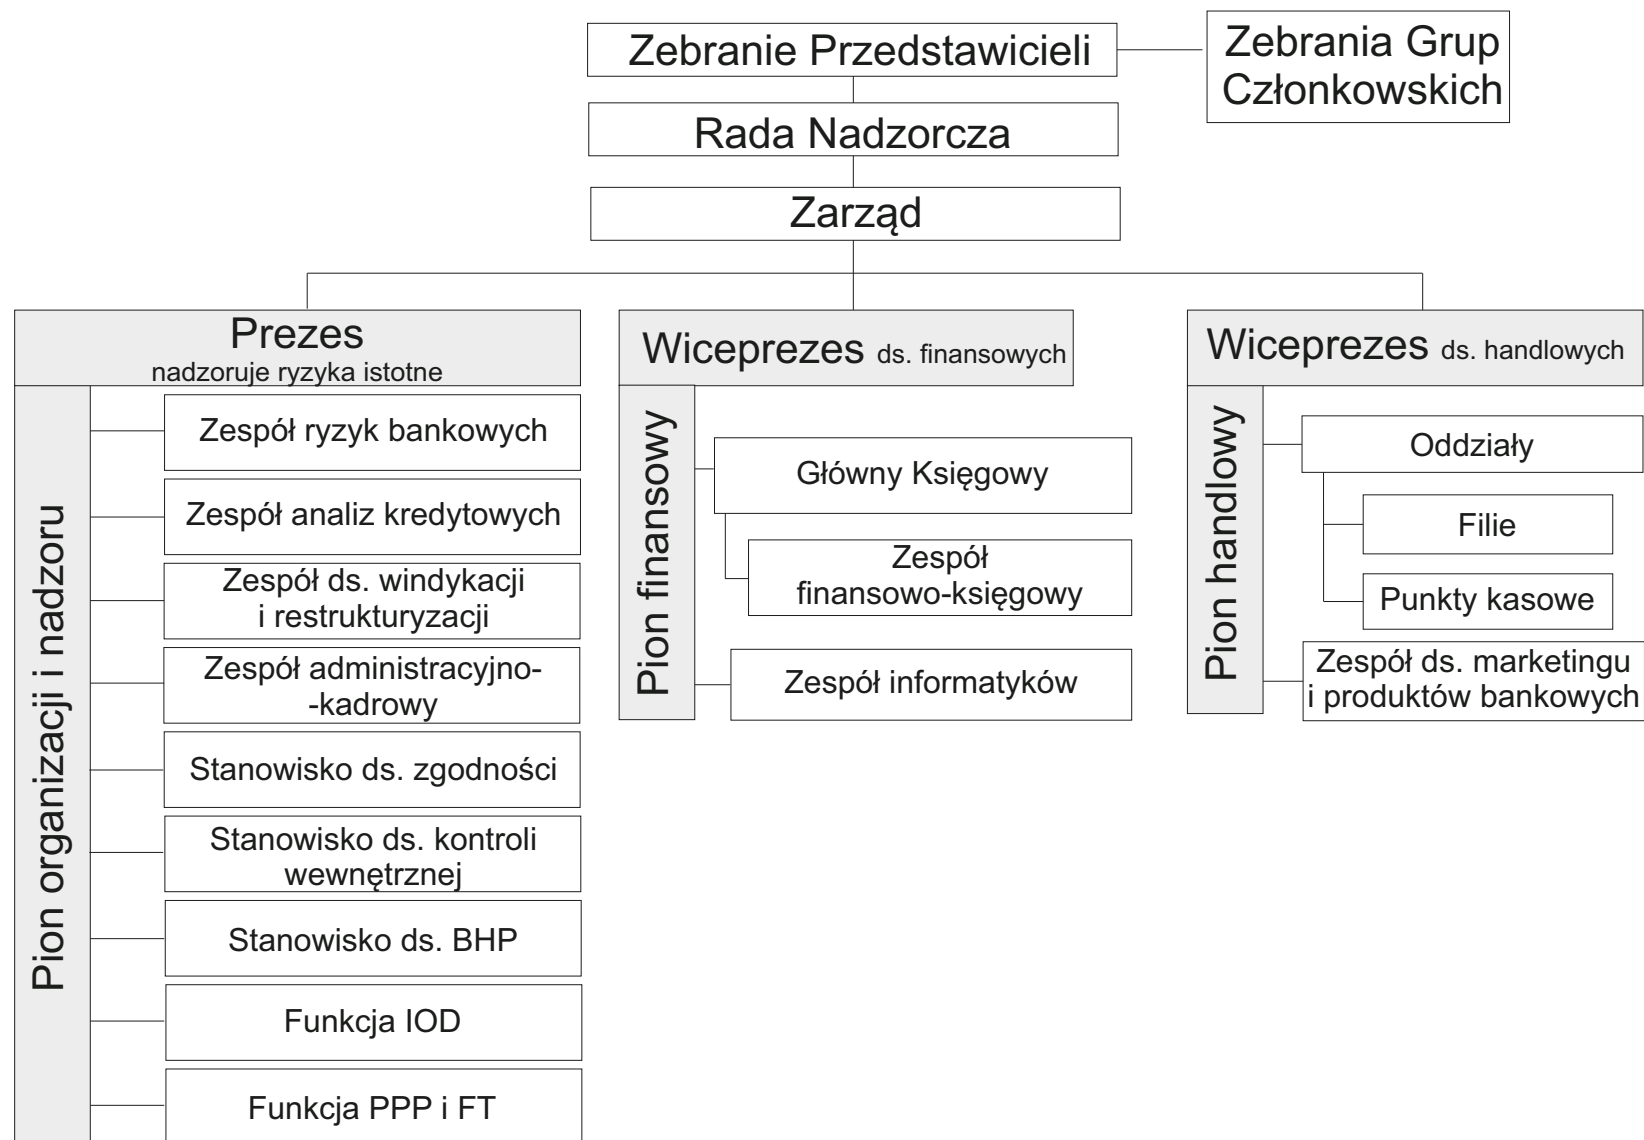 Zebranie Przedstawicieli
Zebrania Grup
Członkowskich
Rada Nadzorcza
Zarząd
Prezes
nadzoruje ryzyka istotne
Pion organizacji i nadzoru
Zespół ryzyk bankowych
Zespół analiz kredytowych
Zespół ds. windykacji
i restrukturyzacji
Zespół administracyjno-
-kadrowy
Stanowisko ds. zgodności
Stanowisko ds. kontroli
wewnętrznej
Stanowisko ds. BHP
Funkcja IOD
Funkcja PPP i FT
Wiceprezes ds. finansowych
Pion finansowy
Główny Księgowy
Zespół
finansowo-księgowy
Zespół informatyków
Wiceprezes ds. handlowych
Pion handlowy
Oddziały
Filie
Punkty kasowe
Zespół ds. marketingu
i produktów bankowych